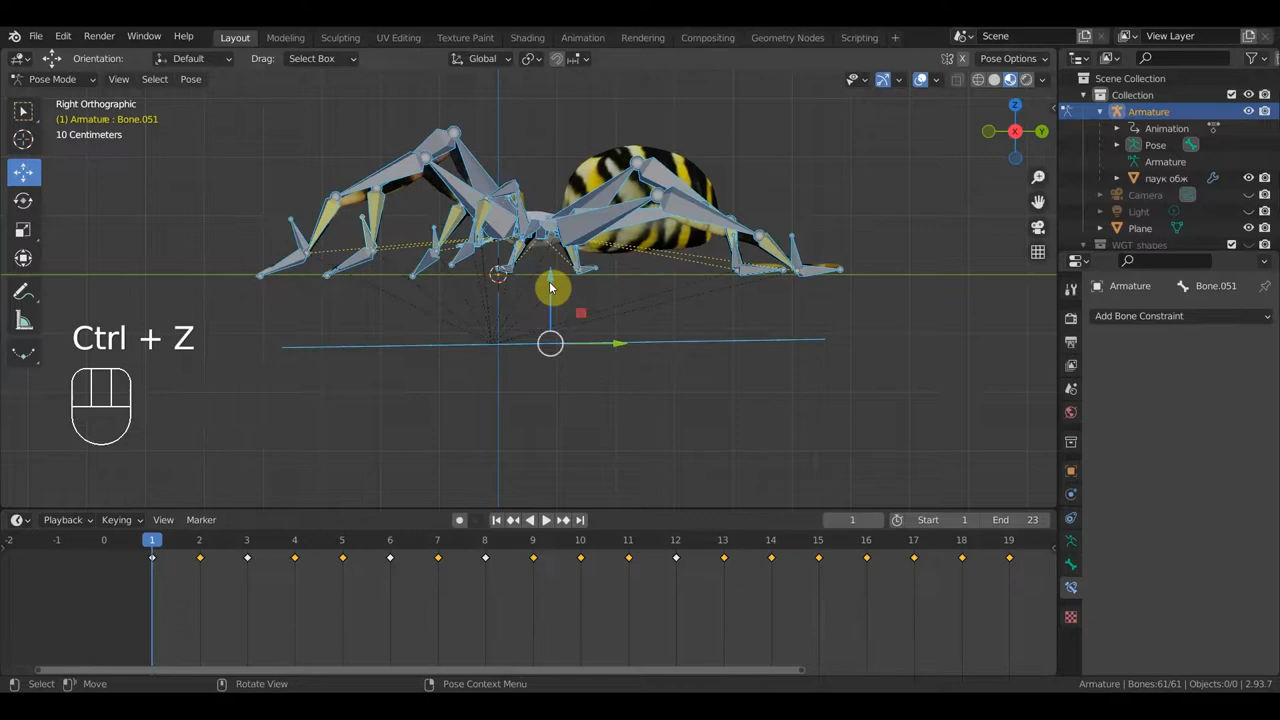 File Edit Render Window Help Layout Modeling Sculpting UV Editing Texture Paint Shading Animation Rendering Compositing Geometry Nodes Scripting + Scene View Layer
Orientation: Default Drag: Select Box Global Pose Options
Pose Mode View Select Pose
Right Orthographic
(1) Armature : Bone.051
10 Centimeters
Z
X
Y
Scene Collection
Collection
Armature
Animation
Pose
Armature
паук обж
Camera
Light
Plane
WGT_shapes
Armature Bone.051
Add Bone Constraint
Ctrl + Z
Playback Keying View Marker 1 Start 1 End 23
-2 -1 0 1 2 3 4 5 6 7 8 9 10 11 12 13 14 15 16 17 18 19
Select Move Rotate View Pose Context Menu Armature | Bones:61/61 | Objects:0/0 | 2.93.7